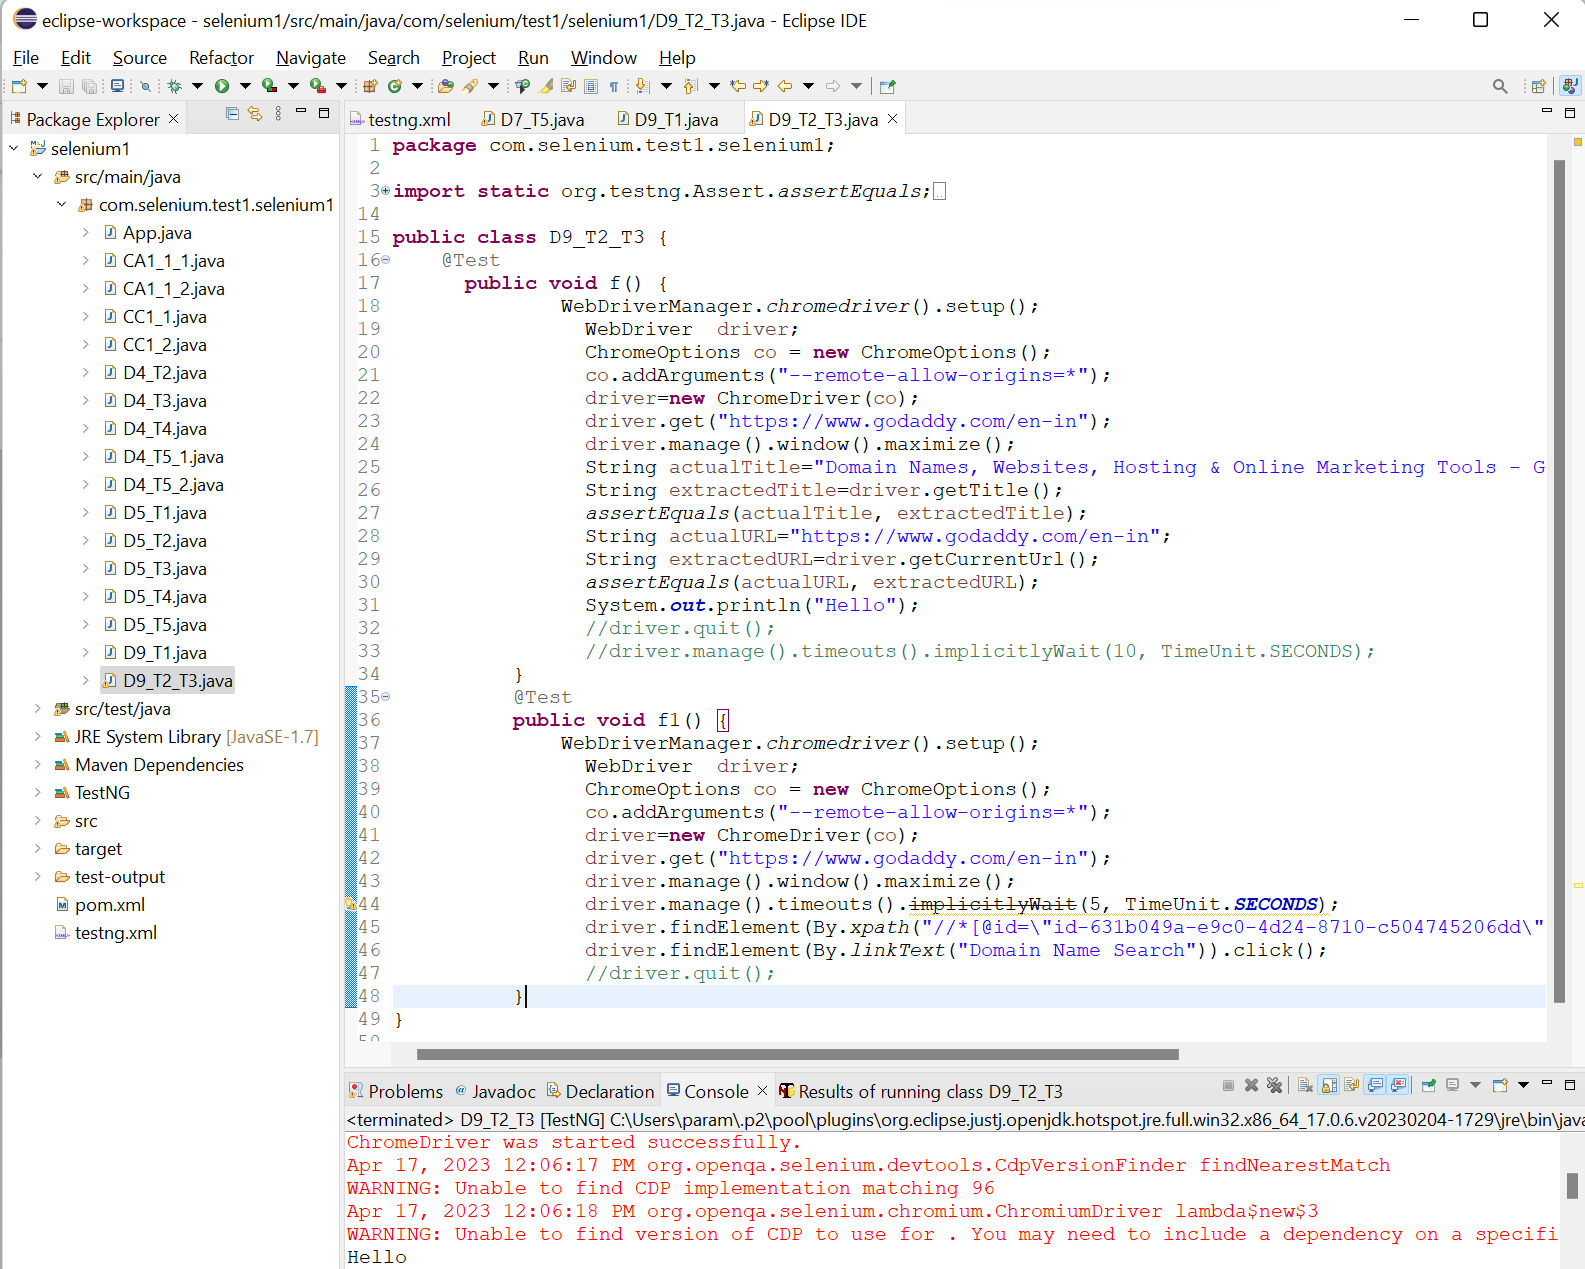 eclipse-workspace - selenium1/src/main/java/com/selenium/test1/selenium1/D9_T2_T3.java - Eclipse IDE
File Edit Source Refactor Navigate Search Project Run Window Help
Package Explorer
selenium1
src/main/java
com.selenium.test1.selenium1
App.java
CA1_1_1.java
CA1_1_2.java
CC1_1.java
CC1_2.java
D4_T2.java
D4_T3.java
D4_T4.java
D4_T5_1.java
D4_T5_2.java
D5_T1.java
D5_T2.java
D5_T3.java
D5_T4.java
D5_T5.java
D9_T1.java
D9_T2_T3.java
src/test/java
JRE System Library [JavaSE-1.7]
Maven Dependencies
TestNG
src
target
test-output
pom.xml
testng.xml
testng.xml D7_T5.java D9_T1.java D9_T2_T3.java
1 package com.selenium.test1.selenium1;
2
3 import static org.testng.Assert.assertEquals;
14
15 public class D9_T2_T3 {
16 @Test
17 public void f() {
18 WebDriverManager.chromedriver().setup();
19 WebDriver driver;
20 ChromeOptions co = new ChromeOptions();
21 co.addArguments("--remote-allow-origins=*");
22 driver=new ChromeDriver(co);
23 driver.get("https://www.godaddy.com/en-in");
24 driver.manage().window().maximize();
25 String actualTitle="Domain Names, Websites, Hosting & Online Marketing Tools - G
26 String extractedTitle=driver.getTitle();
27 assertEquals(actualTitle, extractedTitle);
28 String actualURL="https://www.godaddy.com/en-in";
29 String extractedURL=driver.getCurrentUrl();
30 assertEquals(actualURL, extractedURL);
31 System.out.println("Hello");
32 //driver.quit();
33 //driver.manage().timeouts().implicitlyWait(10, TimeUnit.SECONDS);
34 }
35 @Test
36 public void f1() {
37 WebDriverManager.chromedriver().setup();
38 WebDriver driver;
39 ChromeOptions co = new ChromeOptions();
40 co.addArguments("--remote-allow-origins=*");
41 driver=new ChromeDriver(co);
42 driver.get("https://www.godaddy.com/en-in");
43 driver.manage().window().maximize();
44 driver.manage().timeouts().implicitlyWait(5, TimeUnit.SECONDS);
45 driver.findElement(By.xpath("//*[@id=\"id-631b049a-e9c0-4d24-8710-c504745206dd\"
46 driver.findElement(By.linkText("Domain Name Search")).click();
47 //driver.quit();
48 }
49 }
50
Problems Javadoc Declaration Console Results of running class D9_T2_T3
<terminated> D9_T2_T3 [TestNG] C:\Users\param\.p2\pool\plugins\org.eclipse.justj.openjdk.hotspot.jre.full.win32.x86_64_17.0.6.v20230204-1729\jre\bin\java
ChromeDriver was started successfully.
Apr 17, 2023 12:06:17 PM org.openqa.selenium.devtools.CdpVersionFinder findNearestMatch
WARNING: Unable to find CDP implementation matching 96
Apr 17, 2023 12:06:18 PM org.openqa.selenium.chromium.ChromiumDriver lambda$new$3
WARNING: Unable to find version of CDP to use for . You may need to include a dependency on a specifi
Hello